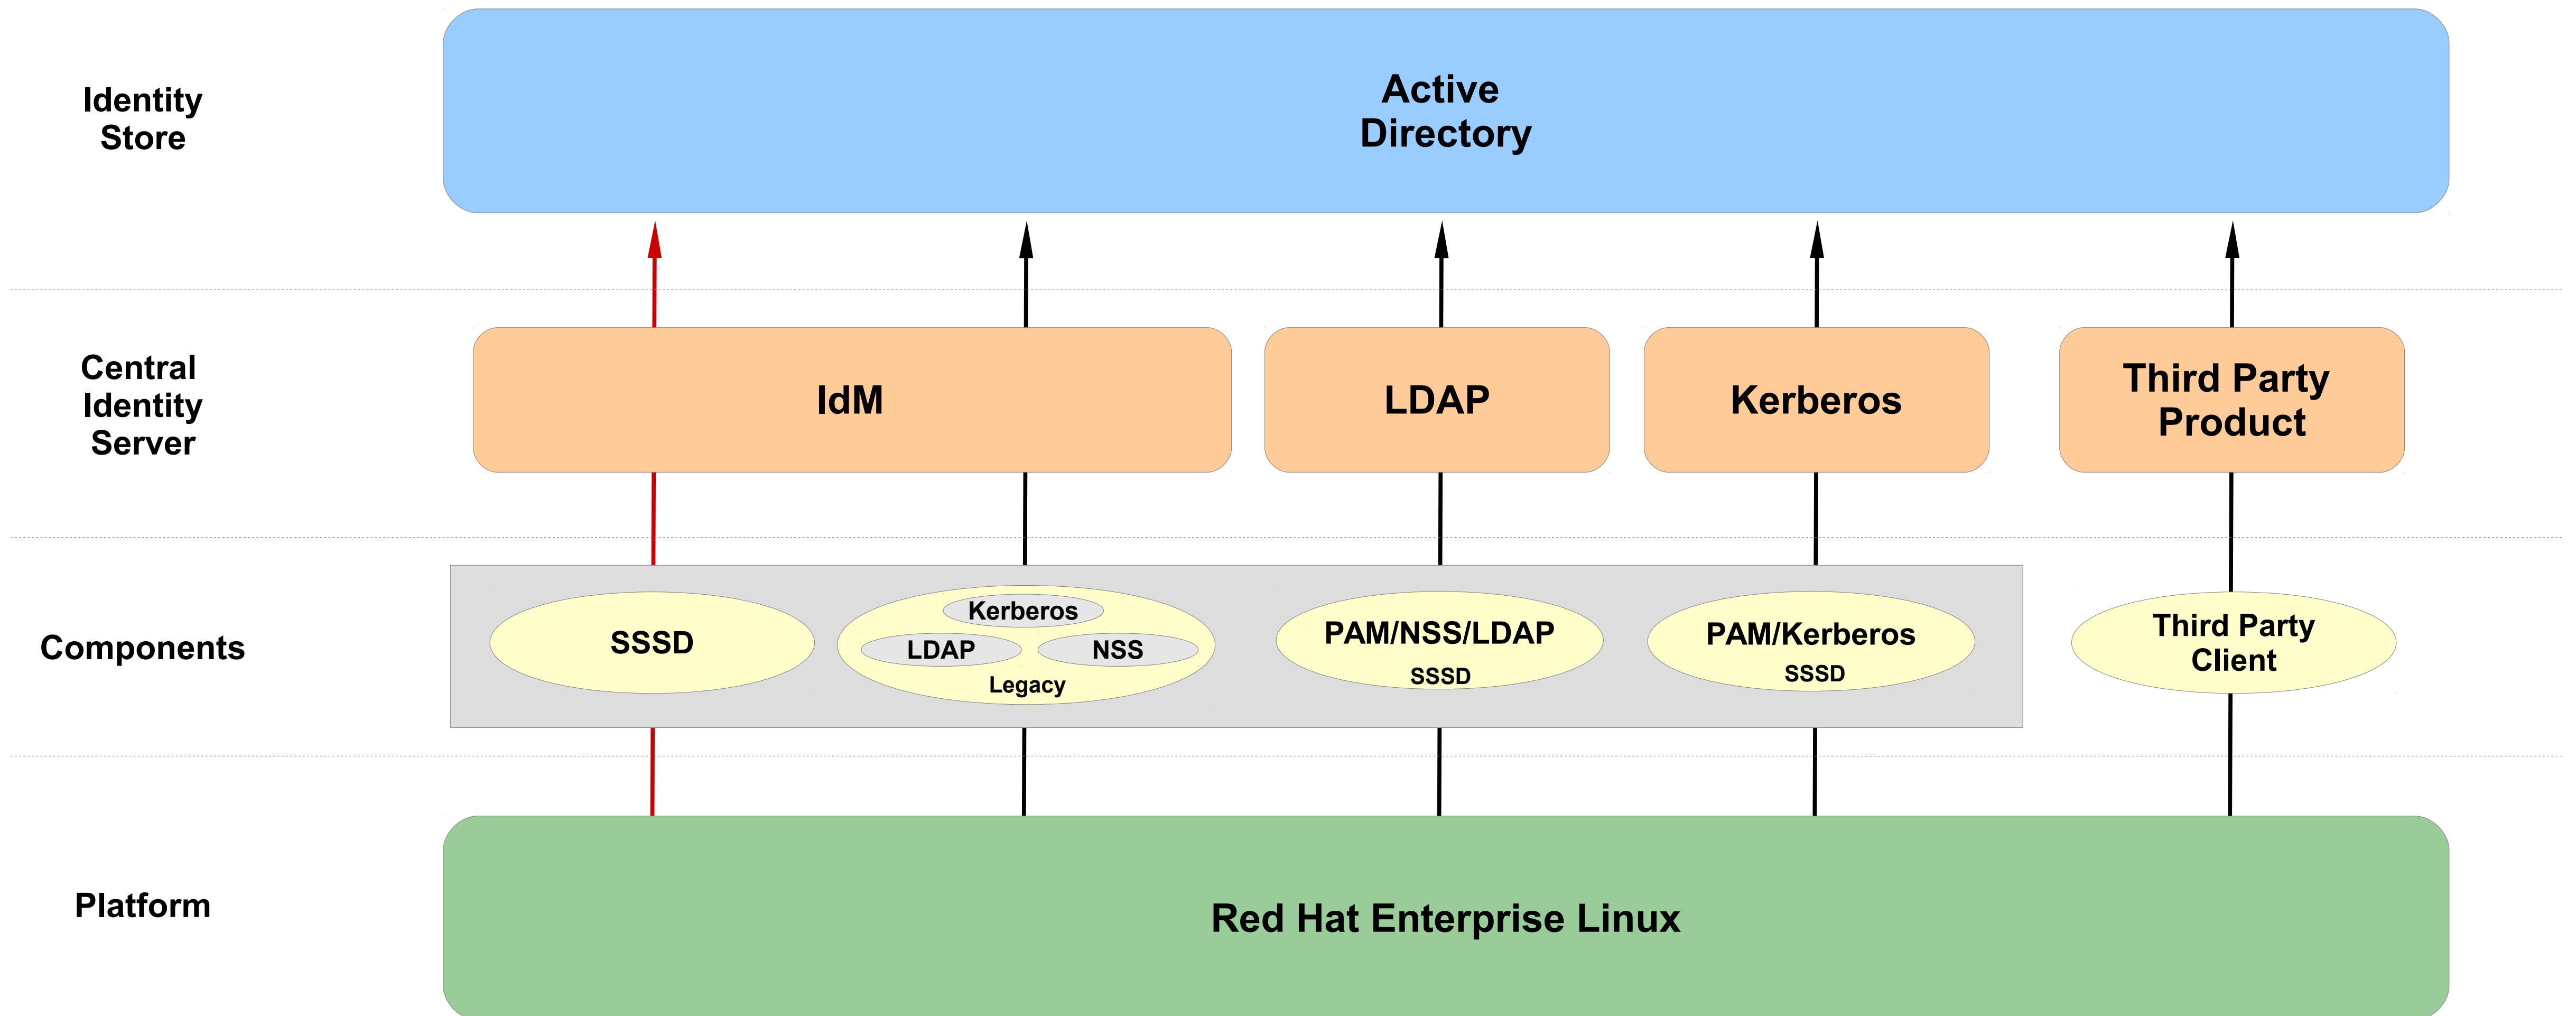 Identity
Store
Active
Directory
Central
Identity
Server
IdM
LDAP
Kerberos
Third Party
Product
Components
SSSD
Kerberos
LDAP
NSS
Legacy
PAM/NSS/LDAP
SSSD
PAM/Kerberos
SSSD
Third Party
Client
Platform
Red Hat Enterprise Linux